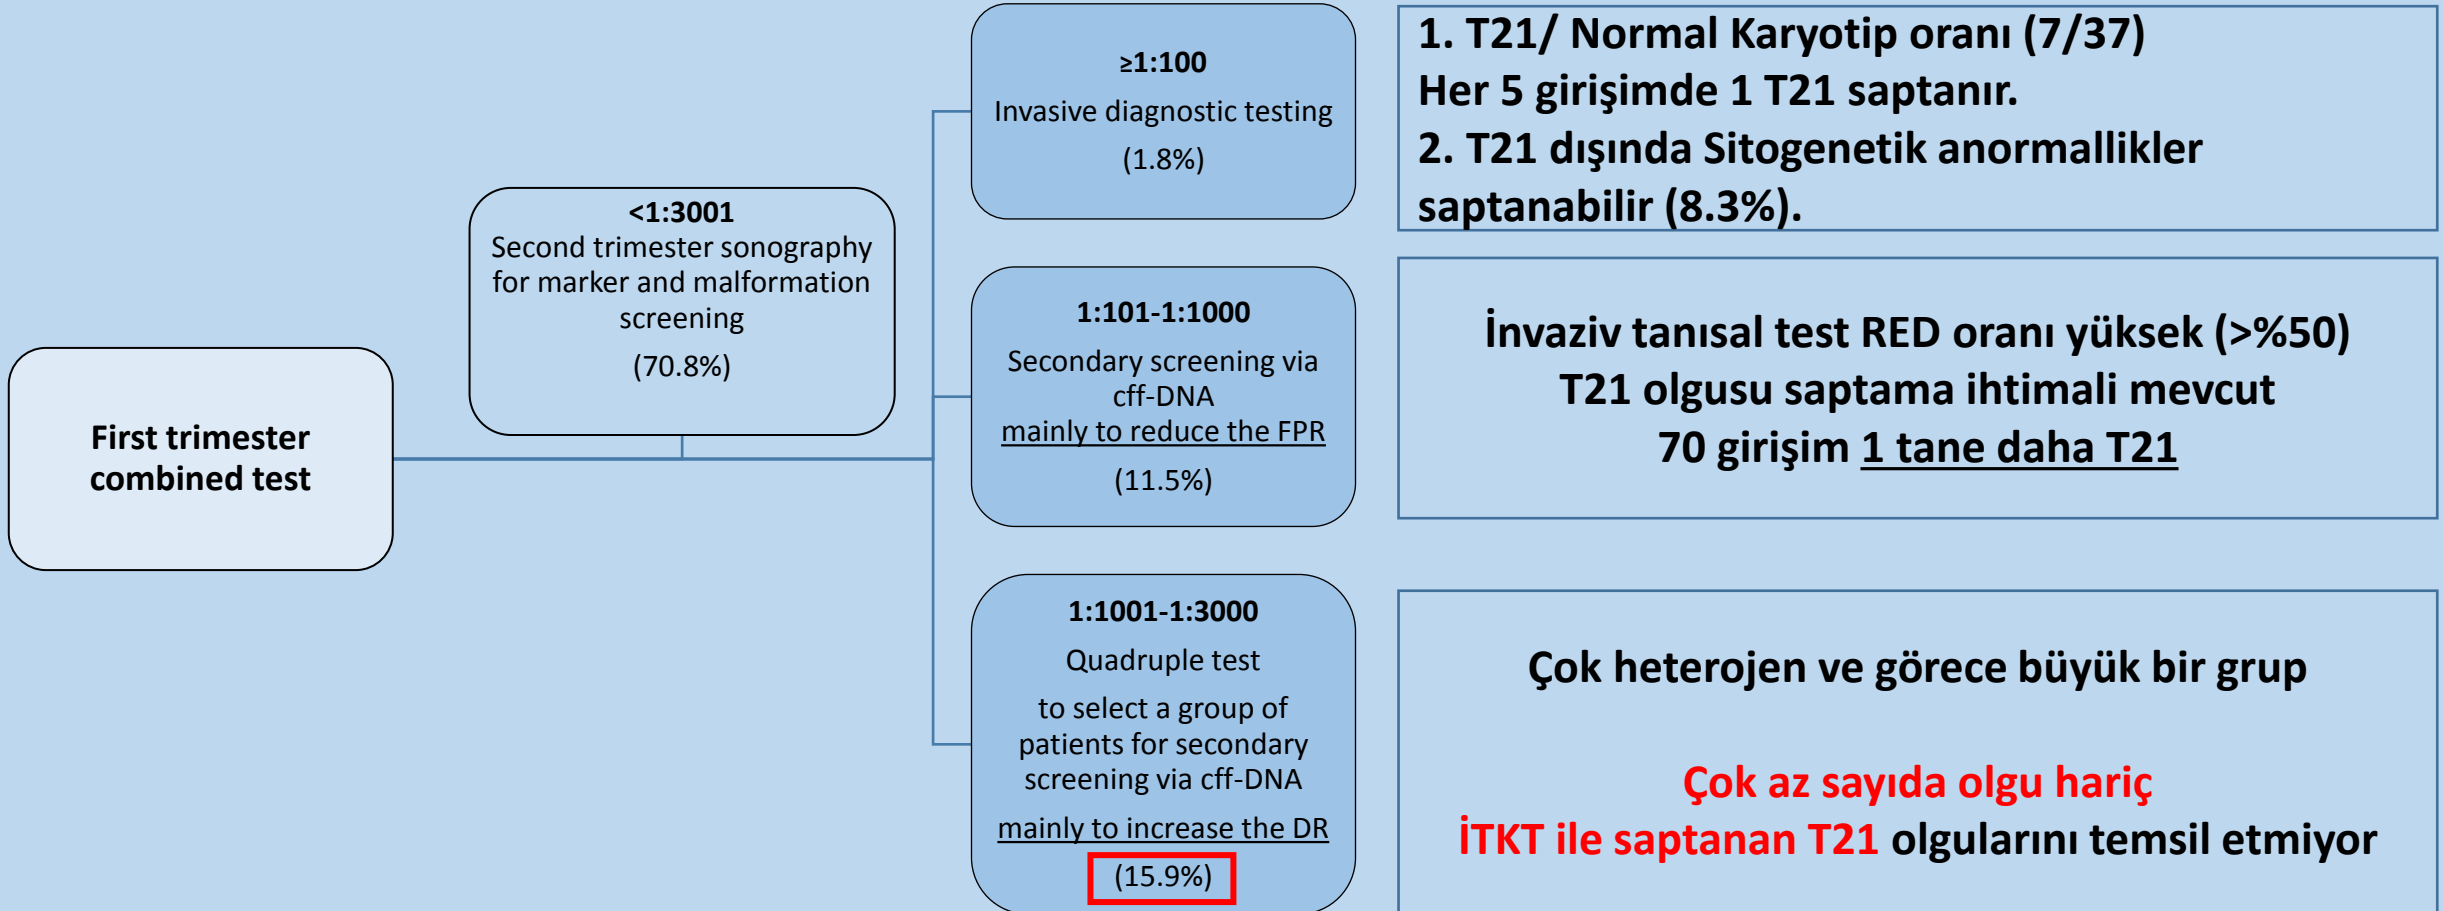 First trimester
combined test
<1:3001
Second trimester sonography
for marker and malformation
screening
(70.8%)
≥1:100
Invasive diagnostic testing
(1.8%)
1:101-1:1000
Secondary screening via
cff-DNA
mainly to reduce the FPR
(11.5%)
1:1001-1:3000
Quadruple test
to select a group of
patients for secondary
screening via cff-DNA
mainly to increase the DR
(15.9%)
1. T21/ Normal Karyotip oranı (7/37)
Her 5 girişimde 1 T21 saptanır.
2. T21 dışında Sitogenetik anormallikler
saptanabilir (8.3%).
İnvaziv tanısal test RED oranı yüksek (>%50)
T21 olgusu saptama ihtimali mevcut
70 girişim 1 tane daha T21
Çok heterojen ve görece büyük bir grup
Çok az sayıda olgu hariç
İTKT ile saptanan T21 olgularını temsil etmiyor